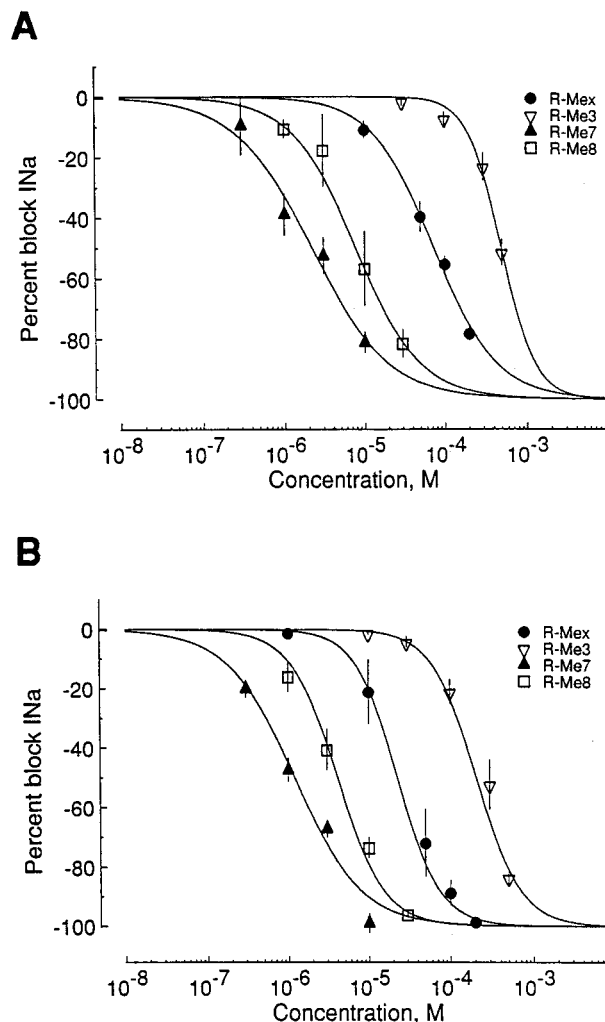 A
Percent block INa
0
-20
-40
-60
-80
-100
R-Mex
R-Me3
R-Me7
R-Me8
10-8
10-7
10-6
10-5
10-4
10-3
Concentration, M
B
Percent block INa
0
-20
-40
-60
-80
-100
R-Mex
R-Me3
R-Me7
R-Me8
10-8
10-7
10-6
10-5
10-4
10-3
Concentration, M